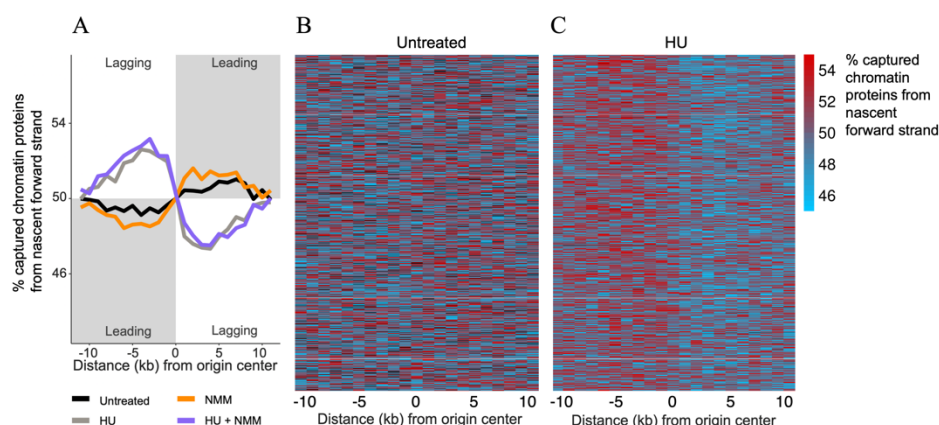 A
% captured chromatin proteins
from nascent forward strand
54
50
46
Lagging
Leading
Leading
Lagging
-10
-5
0
5
10
Distance (kb) from origin center
Untreated
NMM
HU
HU + NMM
B
Untreated
-10
-5
0
5
10
Distance (kb) from origin center
C
HU
-10
-5
0
5
10
Distance (kb) from origin center
54
52
50
48
46
% captured
chromatin
proteins from
nascent
forward strand